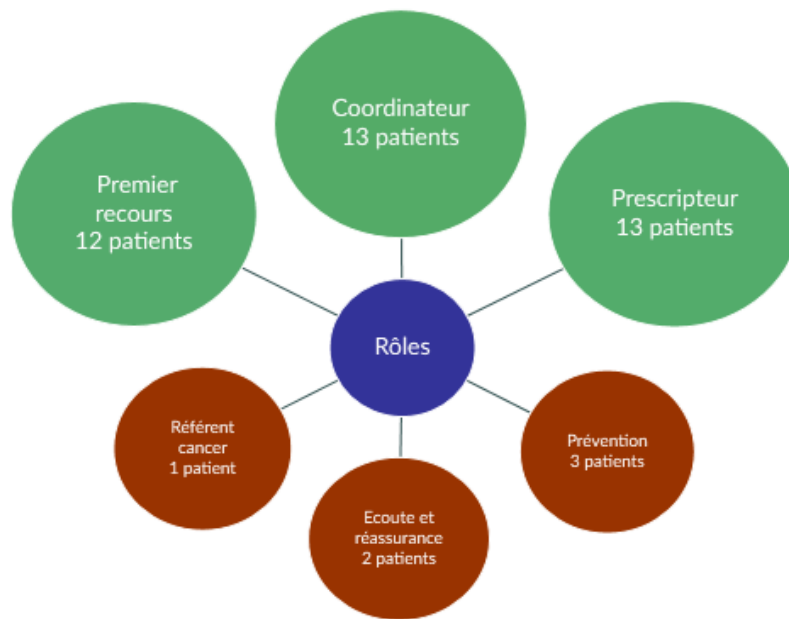 Coordinateur
13 patients
Premier
recours
12 patients
Prescripteur
13 patients
Rôles
Référent
cancer
1 patient
Prévention
3 patients
Ecoute et
réassurance
2 patients